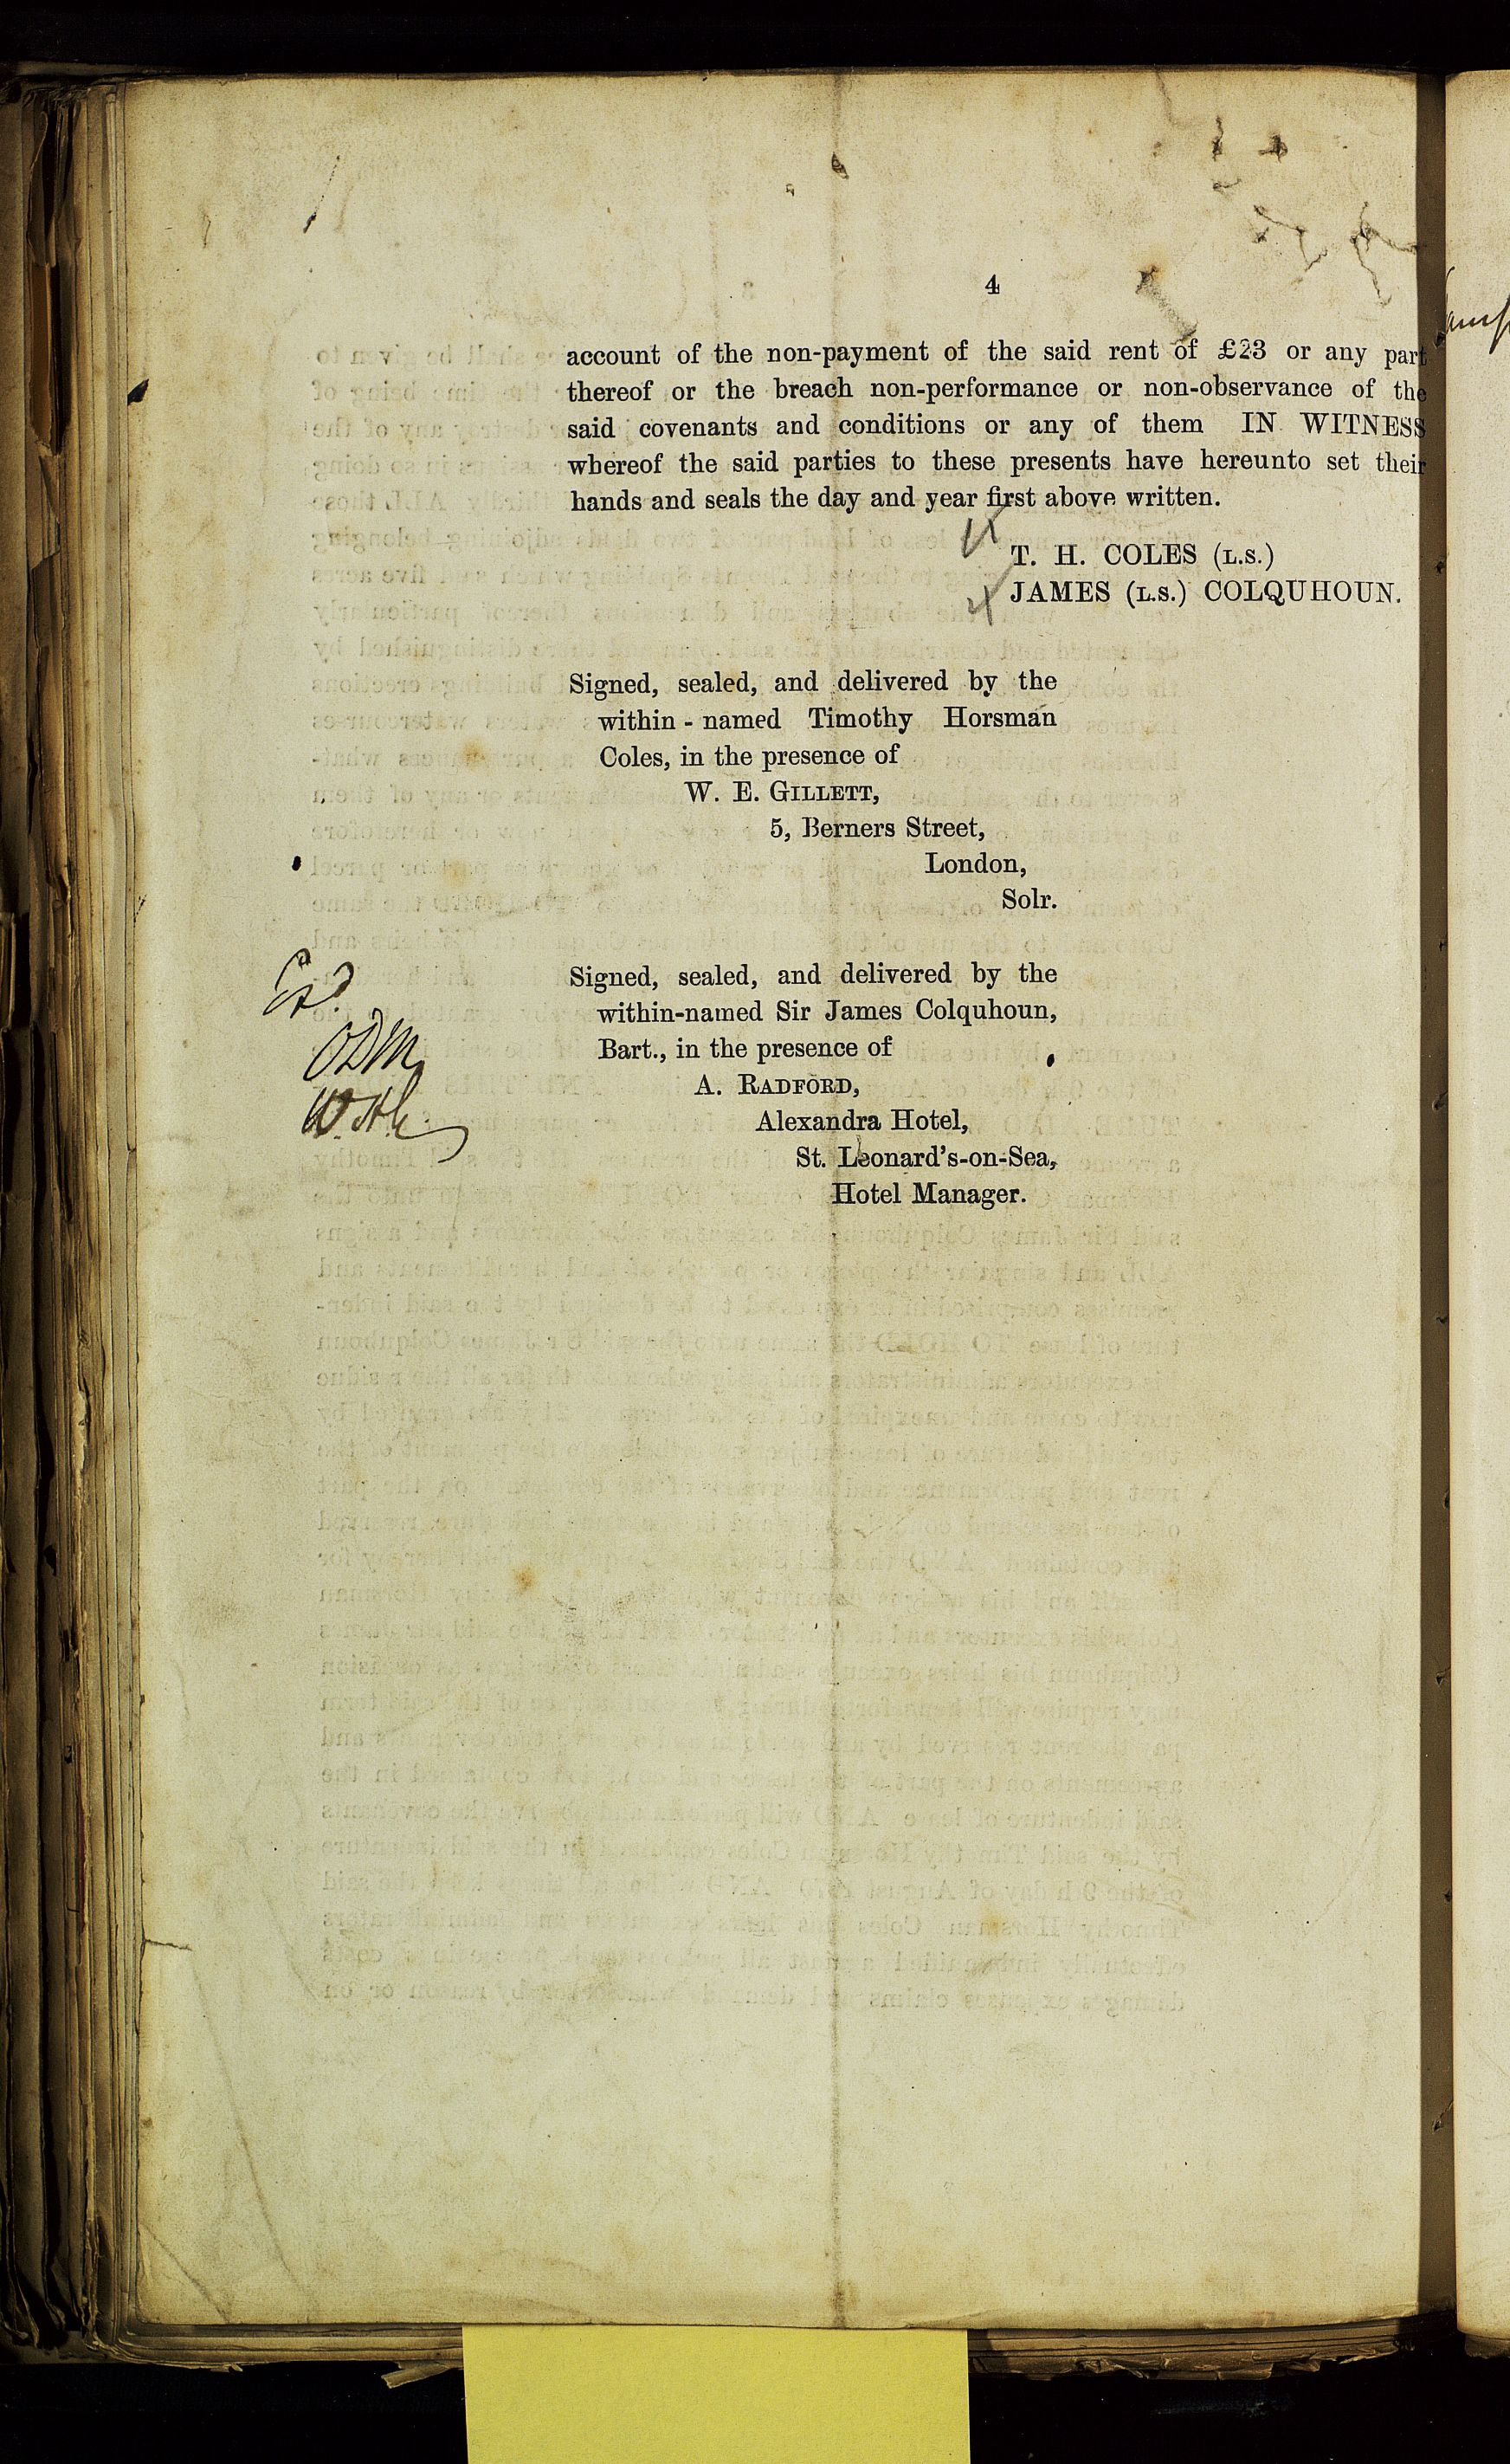 4
account of the non-payment of the said rent of £23 or any part
thereof or the breach non-performance or non-observance of the
said covenants and conditions or any of them IN WITNESS
whereof the said parties to these presents have hereunto set their
hands and seals the day and year first above written.
T. H. COLES (L.S.)
JAMES (L.S.) COLQUHOUN.
Signed, sealed, and delivered by the
within-named Timothy Horsman
Coles, in the presence of
W. E. GILLETT,
5, Berners Street,
London,
Solr.
Exd
Signed, sealed, and delivered by the
within-named Sir James Colquhoun,
Bart., in the presence of
A. RADFORD,
Alexandra Hotel,
St. Leonard's-on-Sea,
Hotel Manager.